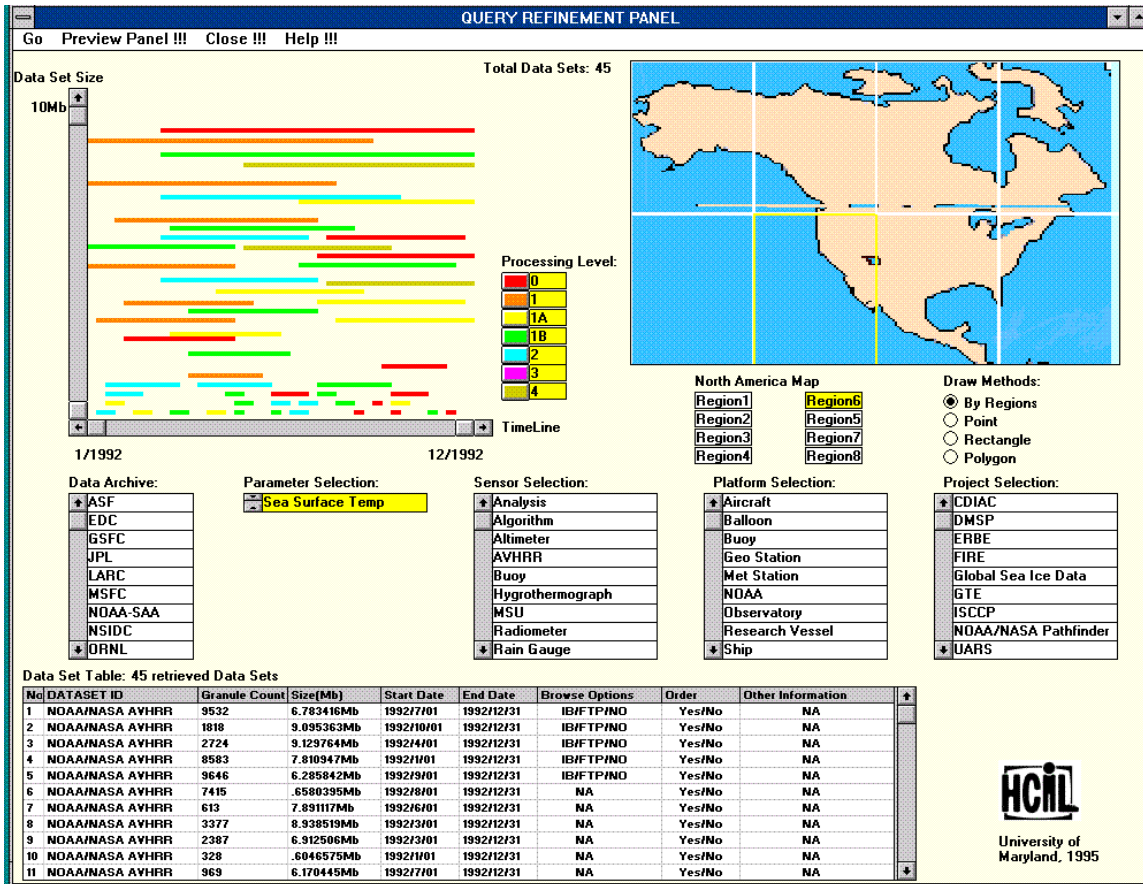 QUERY REFINEMENT PANEL
Go Preview Panel !!! Close !!! Help !!!
Total Data Sets: 45
Data Set Size
10Mb
Processing Level:
0
1
1A
1B
2
3
4
TimeLine
1/1992 12/1992
North America Map
Region1 Region6
Region2 Region5
Region3 Region7
Region4 Region8
Draw Methods:
By Regions
Point
Rectangle
Polygon
Data Archive:
ASF
EDC
GSFC
JPL
LARC
MSFC
NOAA-SAA
NSIDC
ORNL
Parameter Selection:
Sea Surface Temp
Sensor Selection:
Analysis
Algorithm
Altimeter
AVHRR
Buoy
Hygrothermograph
MSU
Radiometer
Rain Gauge
Platform Selection:
Aircraft
Balloon
Buoy
Geo Station
Met Station
NOAA
Observatory
Research Vessel
Ship
Project Selection:
CDIAC
DMSP
ERBE
FIRE
Global Sea Ice Data
GTE
ISCCP
NOAA/NASA Pathfinder
UARS
Data Set Table: 45 retrieved Data Sets
No DATASET ID Granule Count Size(Mb) Start Date End Date Browse Options Order Other Information
1 NOAA/NASA AVHRR 9532 6.783416Mb 1992/7/01 1992/12/31 IB/FTP/NO Yes/No NA
2 NOAA/NASA AVHRR 1818 9.095363Mb 1992/10/01 1992/12/31 IB/FTP/NO Yes/No NA
3 NOAA/NASA AVHRR 2724 9.129764Mb 1992/4/01 1992/12/31 IB/FTP/NO Yes/No NA
4 NOAA/NASA AVHRR 8583 7.810947Mb 1992/1/01 1992/12/31 IB/FTP/NO Yes/No NA
5 NOAA/NASA AVHRR 9646 6.285842Mb 1992/9/01 1992/12/31 IB/FTP/NO Yes/No NA
6 NOAA/NASA AVHRR 7415 .6580395Mb 1992/8/01 1992/12/31 NA Yes/No NA
7 NOAA/NASA AVHRR 613 7.891117Mb 1992/6/01 1992/12/31 NA Yes/No NA
8 NOAA/NASA AVHRR 3377 8.938519Mb 1992/3/01 1992/12/31 NA Yes/No NA
9 NOAA/NASA AVHRR 2387 6.912506Mb 1992/3/01 1992/12/31 NA Yes/No NA
10 NOAA/NASA AVHRR 328 .6046575Mb 1992/1/01 1992/12/31 NA Yes/No NA
11 NOAA/NASA AVHRR 969 6.170445Mb 1992/7/01 1992/12/31 NA Yes/No NA
HCIL
University of
Maryland, 1995